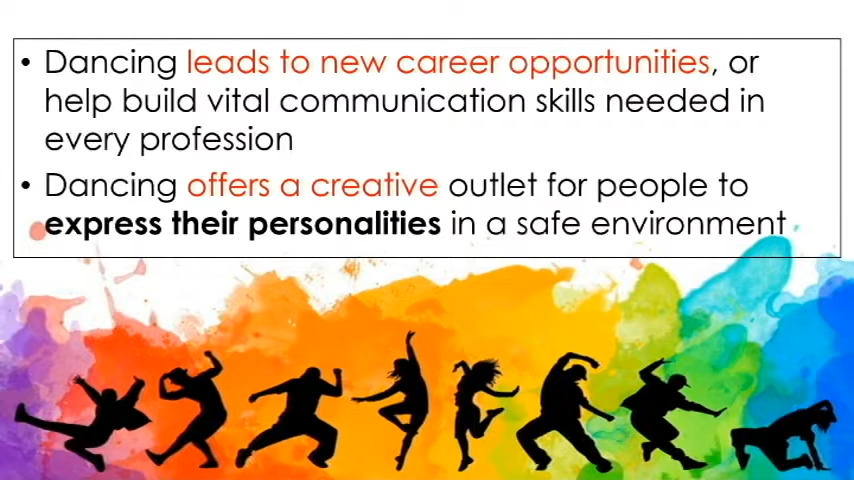 • Dancing leads to new career opportunities, or
help build vital communication skills needed in
every profession
• Dancing offers a creative outlet for people to
express their personalities in a safe environment